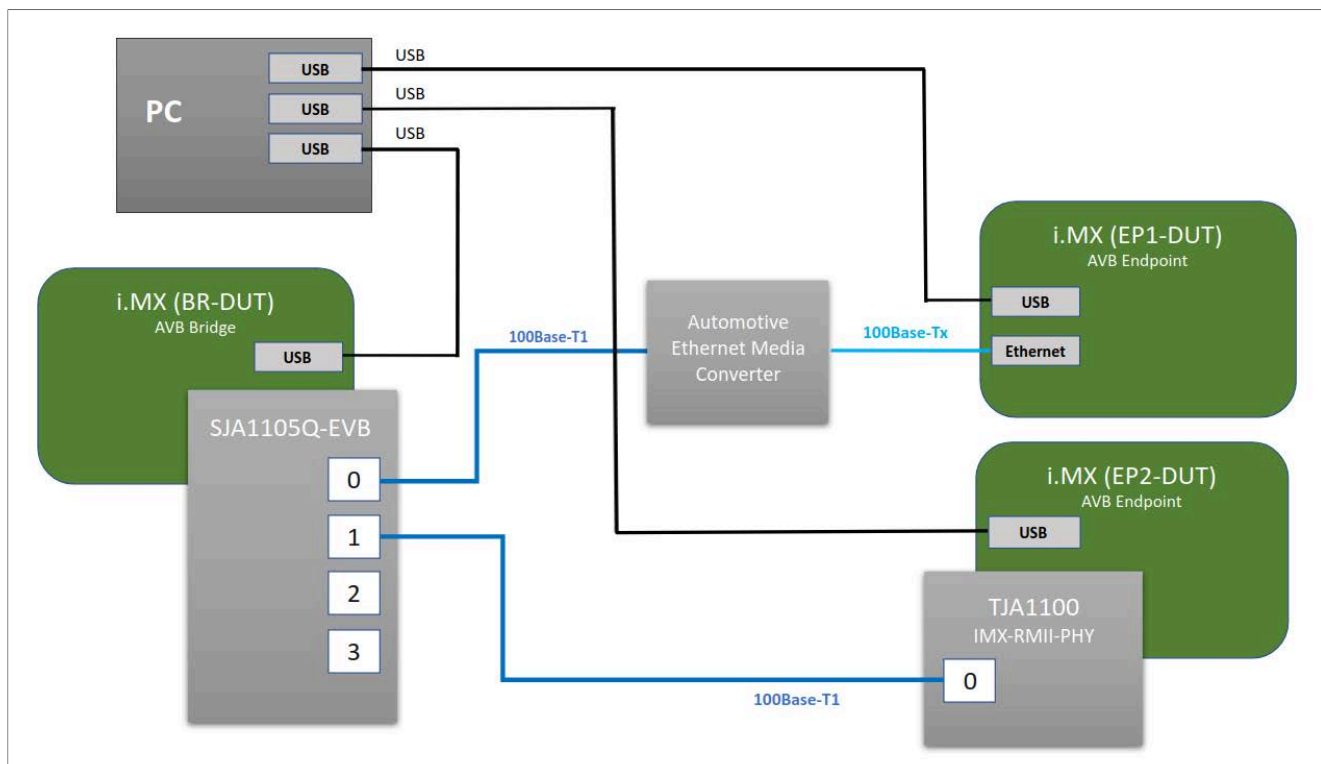 PC
USB
USB
USB
USB
USB
USB
i.MX (BR-DUT)
AVB Bridge
USB
SJA1105Q-EVB
0
1
2
3
100Base-T1
Automotive
Ethernet Media
Converter
100Base-Tx
i.MX (EP1-DUT)
AVB Endpoint
USB
Ethernet
i.MX (EP2-DUT)
AVB Endpoint
USB
TJA1100
IMX-RMII-PHY
0
100Base-T1